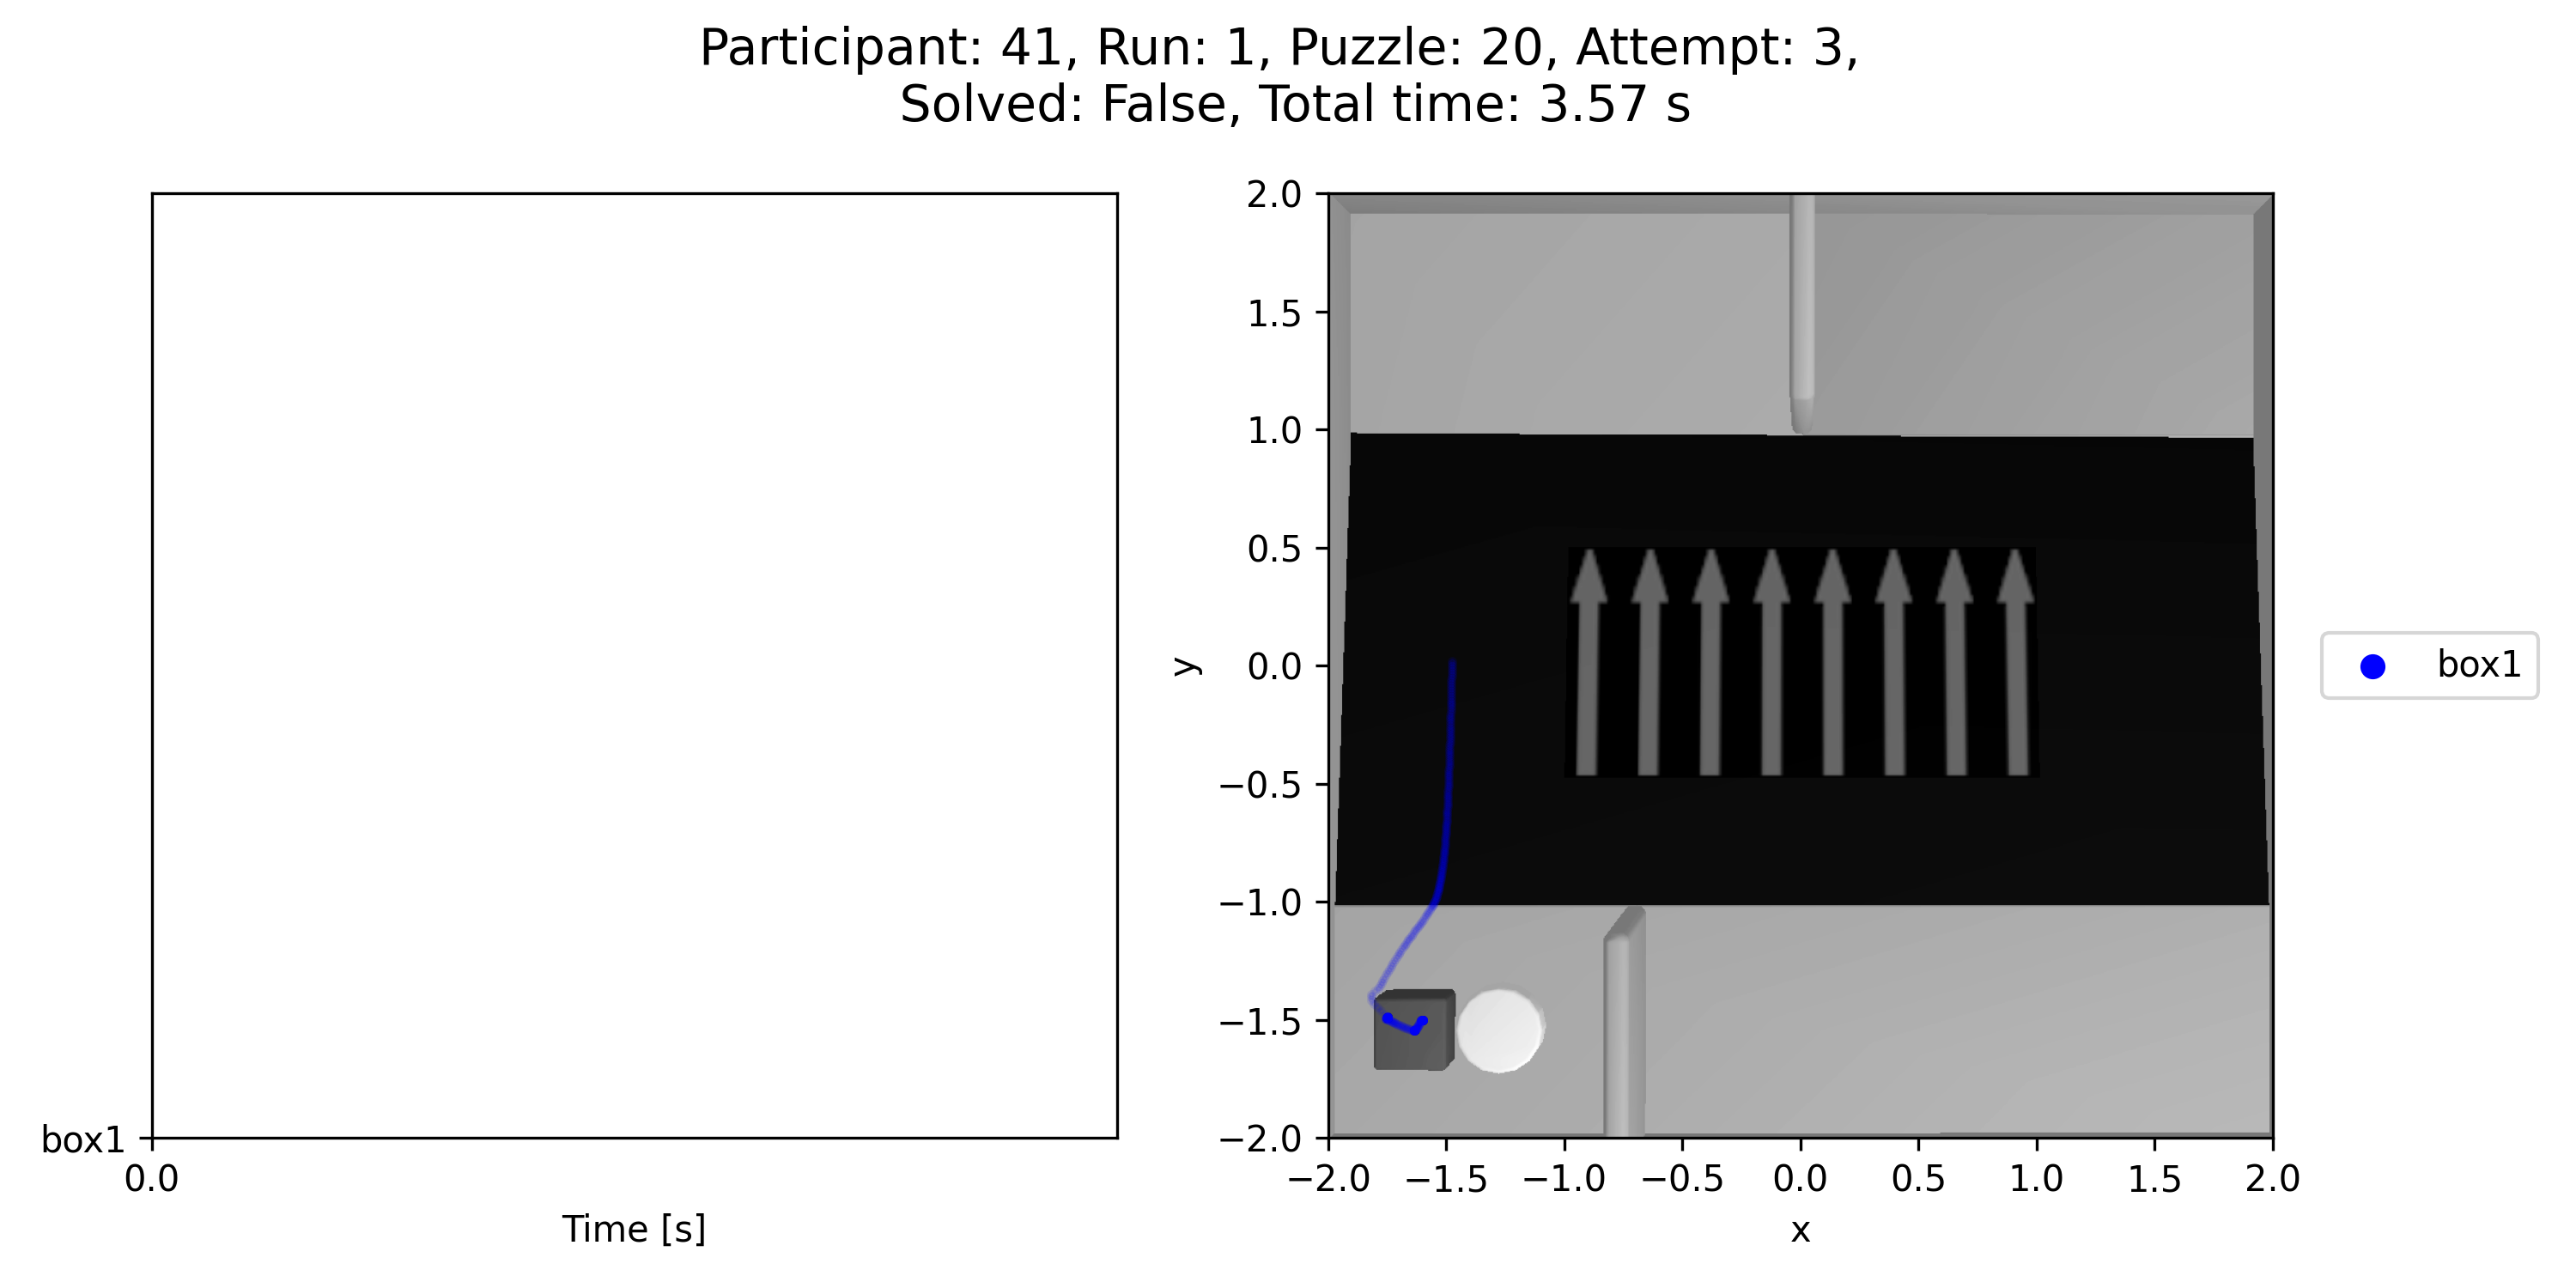 Participant: 41, Run: 1, Puzzle: 20, Attempt: 3,
Solved: False, Total time: 3.57 s
box1
0.0
Time [s]
2.0
1.5
1.0
0.5
0.0
−0.5
−1.0
−1.5
−2.0
y
−2.0 −1.5 −1.0 −0.5 0.0 0.5 1.0 1.5 2.0
x
box1